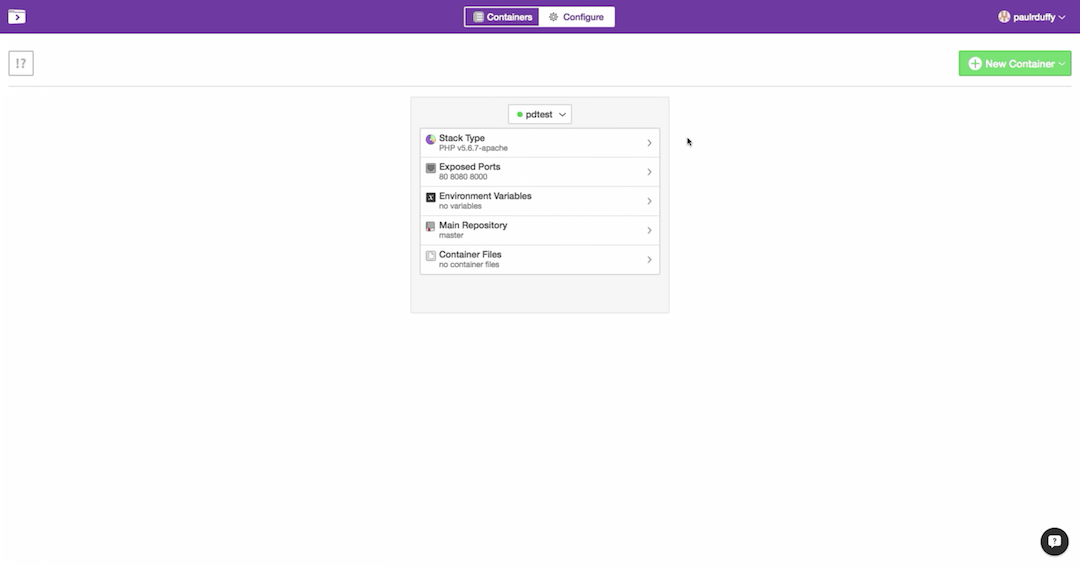 Containers
Configure
paulrduffy
!?
New Container
pdtest
Stack Type
PHP v5.6.7-apache
Exposed Ports
80 8080 8000
Environment Variables
no variables
Main Repository
master
Container Files
no container files